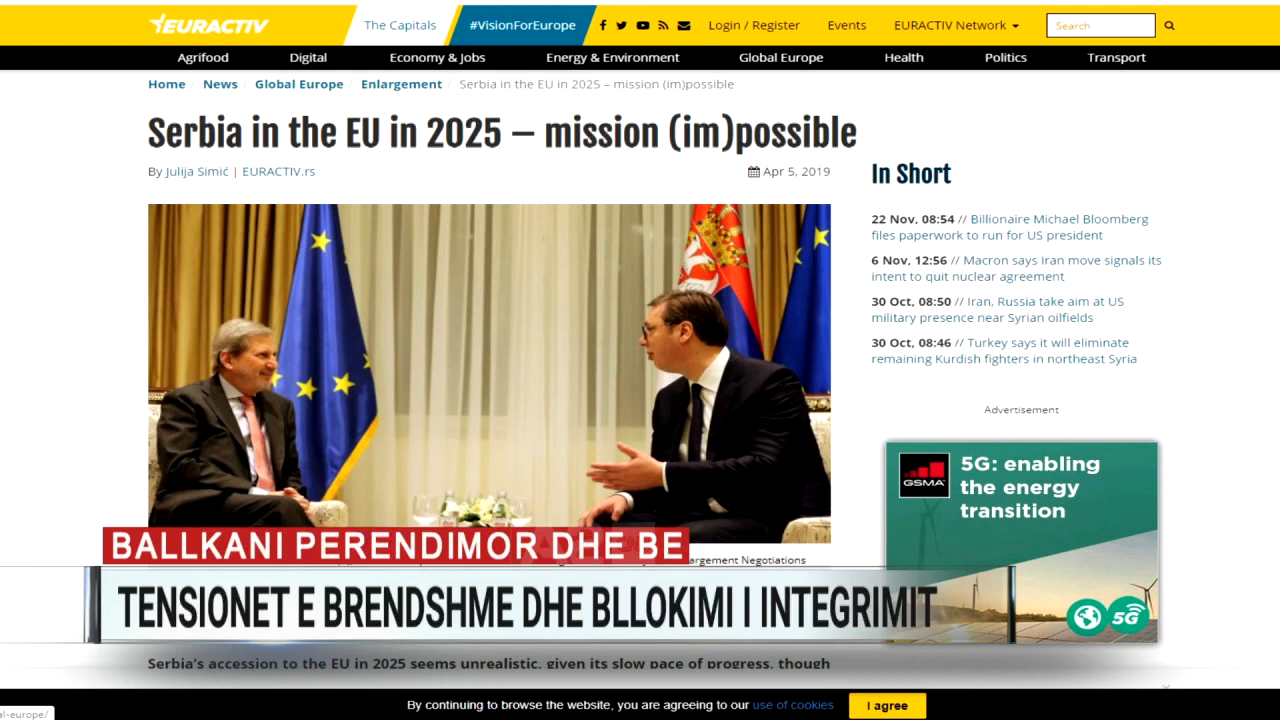 EURACTIV
The Capitals
#VisionForEurope
Login / Register
Events
EURACTIV Network
Search
Agrifood
Digital
Economy & Jobs
Energy & Environment
Global Europe
Health
Politics
Transport
Home / News / Global Europe / Enlargement / Serbia in the EU in 2025 – mission (im)possible
Serbia in the EU in 2025 – mission (im)possible
By Julija Simić | EURACTIV.rs
Apr 5, 2019
In Short
22 Nov, 08:54 // Billionaire Michael Bloomberg
files paperwork to run for US president
6 Nov, 12:56 // Macron says Iran move signals its
intent to quit nuclear agreement
30 Oct, 08:50 // Iran, Russia take aim at US
military presence near Syrian oilfields
30 Oct, 08:46 // Turkey says it will eliminate
remaining Kurdish fighters in northeast Syria
Advertisement
GSMA
5G: enabling
the energy
transition
5G
BALLKANI PERENDIMOR DHE BE
argement Negotiations
TENSIONET E BRENDSHME DHE BLLOKIMI I INTEGRIMIT
Serbia's accession to the EU in 2025 seems unrealistic, given its slow pace of progress, though
By continuing to browse the website, you are agreeing to our use of cookies
I agree
al-europe/